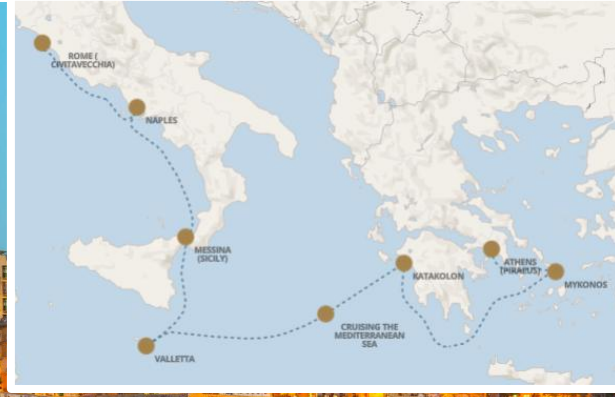 ROME (
CIVITAVECCHIA)
NAPLES
MESSINA
(SICILY)
ATHENS
(PIRAEUS)
KATAKOLON
MYKONOS
CRUISING THE
MEDITERRANEAN
SEA
VALLETTA